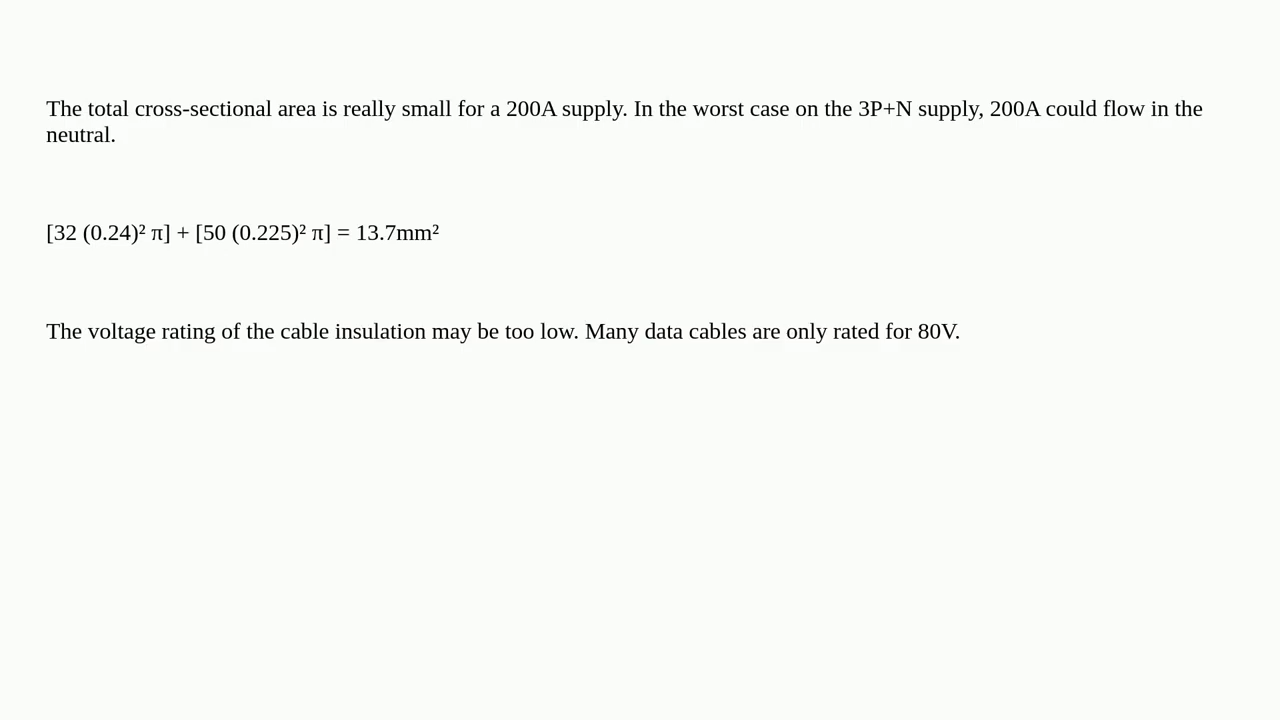 The total cross-sectional area is really small for a 200A supply. In the worst case on the 3P+N supply, 200A could flow in the
neutral.
[32 (0.24)² π] + [50 (0.225)² π] = 13.7mm²
The voltage rating of the cable insulation may be too low. Many data cables are only rated for 80V.